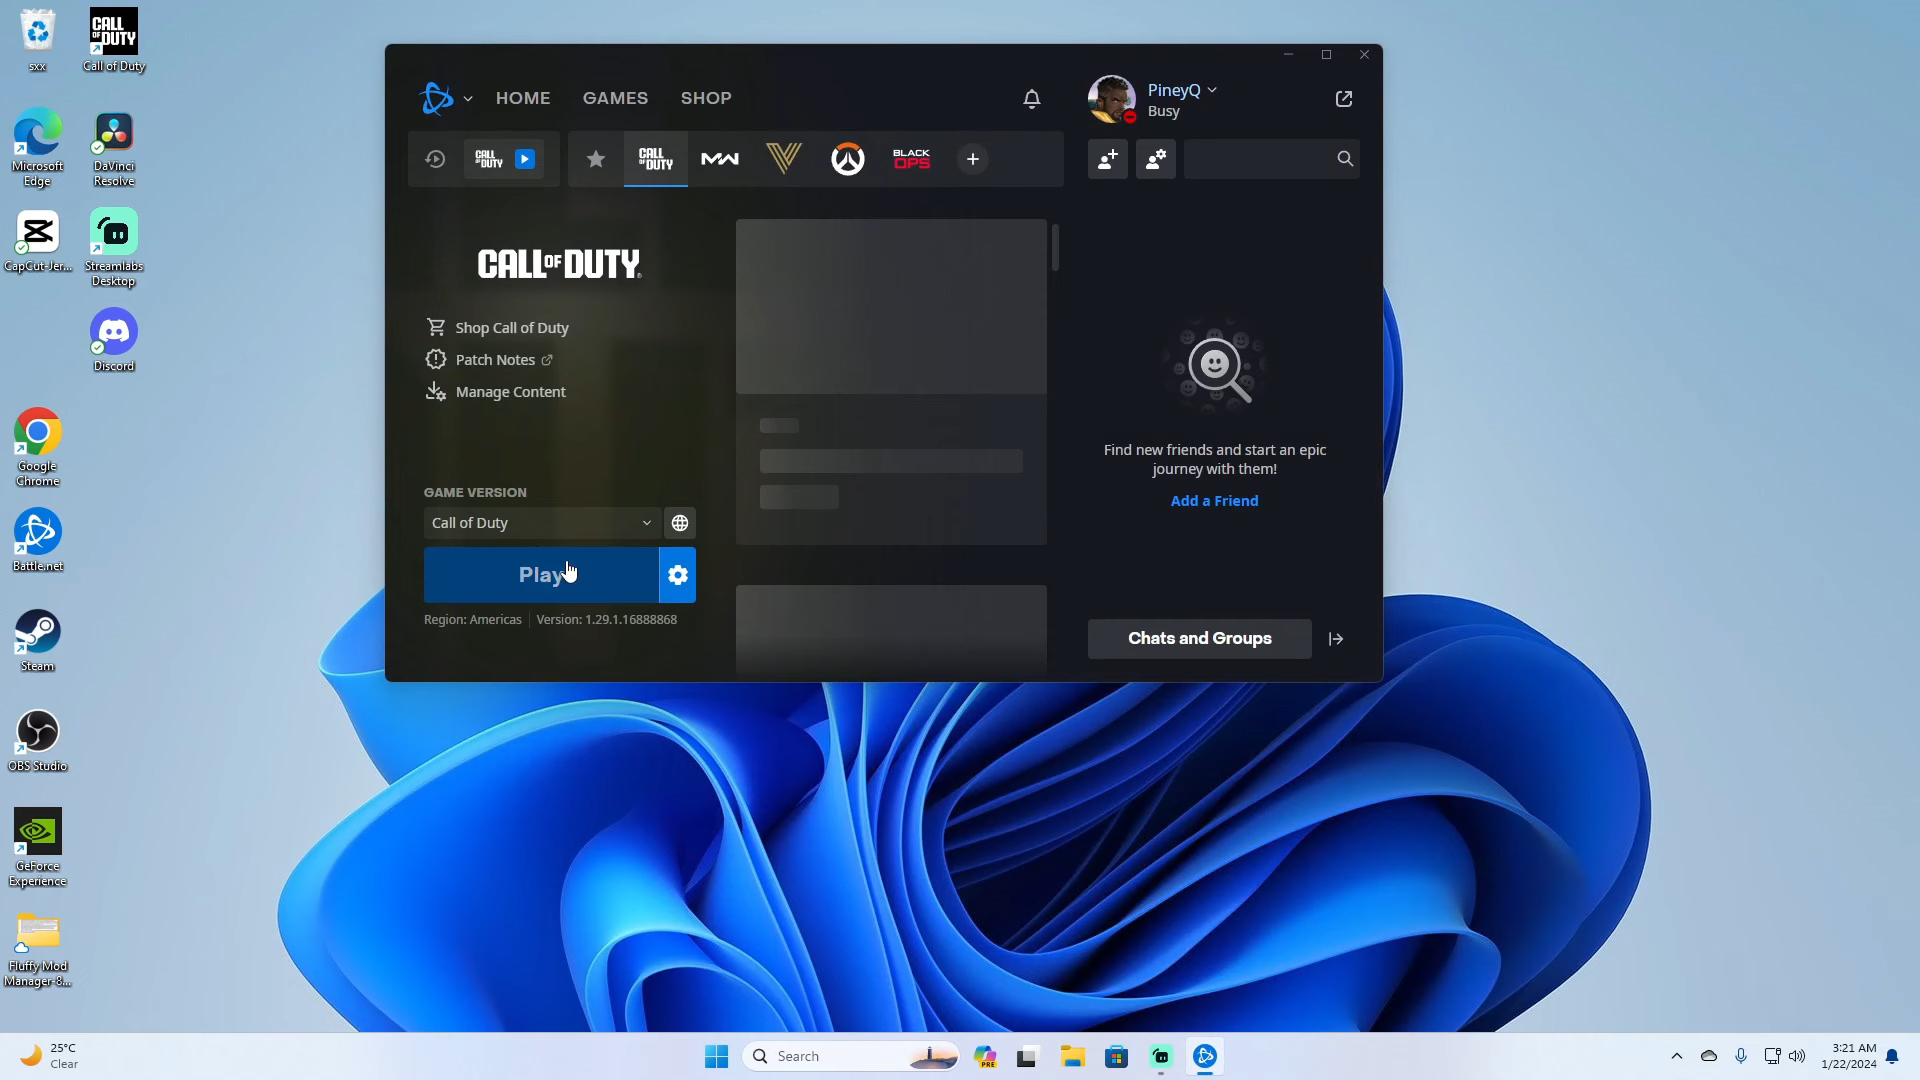 sxx
CALL OF DUTY
Call of Duty
Microsoft
Edge
DaVinci
Resolve
CapCut-Jer...
Streamlabs
Desktop
Discord
Google
Chrome
Battle.net
Steam
OBS Studio
GeForce
Experience
Fluffy Mod
Manager-8...
HOME
GAMES
SHOP
PineyQ
Busy
CALL OF DUTY
CALL OF DUTY
BLACK
OPS
CALL OF DUTY
Shop Call of Duty
Patch Notes
Manage Content
GAME VERSION
Call of Duty
Play
Region: Americas
Version: 1.29.1.16888868
Find new friends and start an epic
journey with them!
Add a Friend
Chats and Groups
25°C
Clear
Search
PRE
3:21 AM
1/22/2024